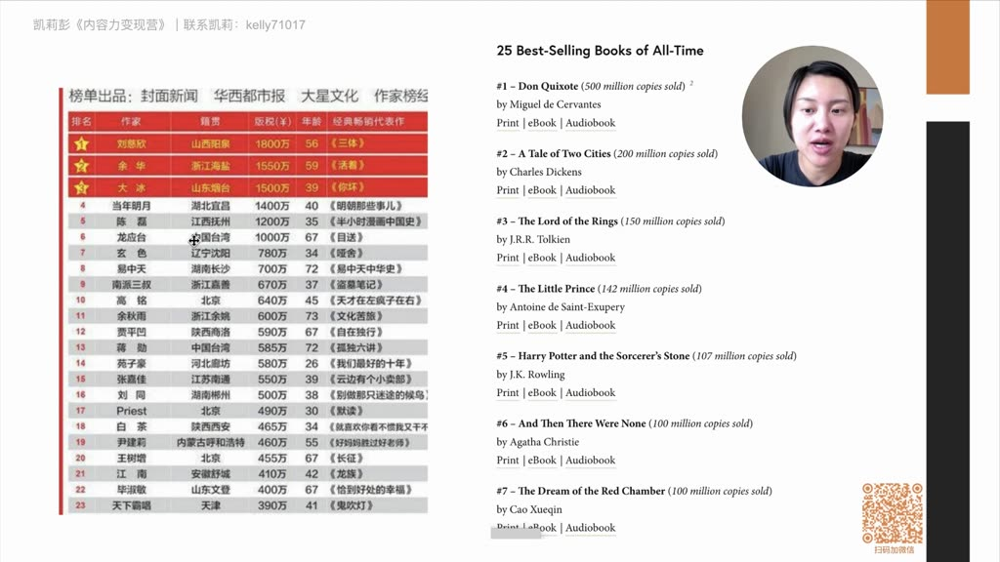 凯莉彭《内容力变现营》｜联系凯莉：kelly71017
榜单出品：封面新闻 华西都市报 大星文化 作家榜经
排名 作家 籍贯 版税(¥) 年龄 经典畅销代表作
1 刘慈欣 山西阳泉 1800万 56 《三体》
2 余华 浙江海盐 1550万 59 《活着》
3 大冰 山东烟台 1500万 39 《你坏》
4 当年明月 湖北宜昌 1400万 40 《明朝那些事儿》
5 陈磊 江西抚州 1200万 35 《半小时漫画中国史》
6 龙应台 中国台湾 1000万 67 《目送》
7 玄色 辽宁沈阳 780万 34 《哑舍》
8 易中天 湖南长沙 700万 72 《易中天中华史》
9 南派三叔 浙江嘉善 670万 37 《盗墓笔记》
10 高铭 北京 640万 45 《天才在左疯子在右》
11 余秋雨 浙江余姚 600万 73 《文化苦旅》
12 贾平凹 陕西商洛 590万 67 《自在独行》
13 蒋勋 中国台湾 585万 72 《孤独六讲》
14 苑子豪 河北廊坊 580万 26 《我们最好的十年》
15 张嘉佳 江苏南通 550万 39 《云边有个小卖部》
16 刘同 湖南郴州 500万 38 《别做那只迷途的候鸟》
17 Priest 北京 490万 30 《默读》
18 白茶 陕西西安 465万 34 《就喜欢你看不惯我又干不
19 尹建莉 内蒙古呼和浩特 460万 55 《好妈妈胜过好老师》
20 王树增 北京 455万 67 《长征》
21 江南 安徽舒城 410万 42 《龙族》
22 毕淑敏 山东文登 400万 67 《恰到好处的幸福》
23 天下霸唱 天津 390万 41 《鬼吹灯》
25 Best-Selling Books of All-Time
#1 – Don Quixote (500 million copies sold) 2
by Miguel de Cervantes
Print | eBook | Audiobook
#2 – A Tale of Two Cities (200 million copies sold)
by Charles Dickens
Print | eBook | Audiobook
#3 – The Lord of the Rings (150 million copies sold)
by J.R.R. Tolkien
Print | eBook | Audiobook
#4 – The Little Prince (142 million copies sold)
by Antoine de Saint-Exupery
Print | eBook | Audiobook
#5 – Harry Potter and the Sorcerer's Stone (107 million copies sold)
by J.K. Rowling
Print | eBook | Audiobook
#6 – And Then There Were None (100 million copies sold)
by Agatha Christie
Print | eBook | Audiobook
#7 – The Dream of the Red Chamber (100 million copies sold)
by Cao Xueqin
Print | eBook | Audiobook
扫码加微信